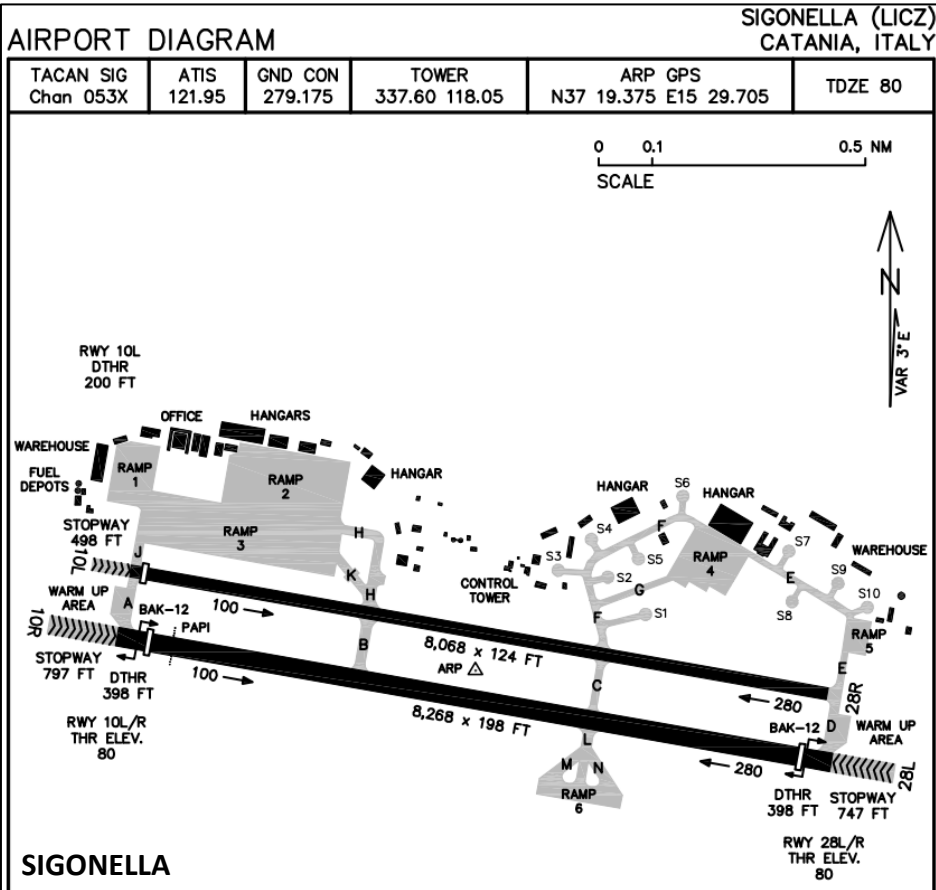 AIRPORT DIAGRAM
SIGONELLA (LICZ)
CATANIA, ITALY
TACAN SIG
Chan 053X
ATIS
121.95
GND CON
279.175
TOWER
337.60 118.05
ARP GPS
N37 19.375 E15 29.705
TDZE 80
0 0.1 0.5 NM
SCALE
N
VAR 3° E
RWY 10L
DTHR
200 FT
OFFICE
HANGARS
WAREHOUSE
FUEL
DEPOTS
RAMP
1
RAMP
2
RAMP
3
HANGAR
STOPWAY
498 FT
10L
J
H
K
H
WARM UP
AREA
A
BAK-12
PAPI
100
10R
STOPWAY
797 FT
DTHR
398 FT
100
RWY 10L/R
THR ELEV.
80
B
8,068 x 124 FT
ARP
8,268 x 198 FT
CONTROL
TOWER
HANGAR
S6
HANGAR
S4
F
S3
S5
S2
RAMP
4
G
F
S1
S7
E
WAREHOUSE
S9
S8
S10
RAMP
5
E
C
280
28R
BAK-12
D
WARM UP
AREA
L
M
N
RAMP
6
280
28L
DTHR
398 FT
STOPWAY
747 FT
RWY 28L/R
THR ELEV.
80
SIGONELLA